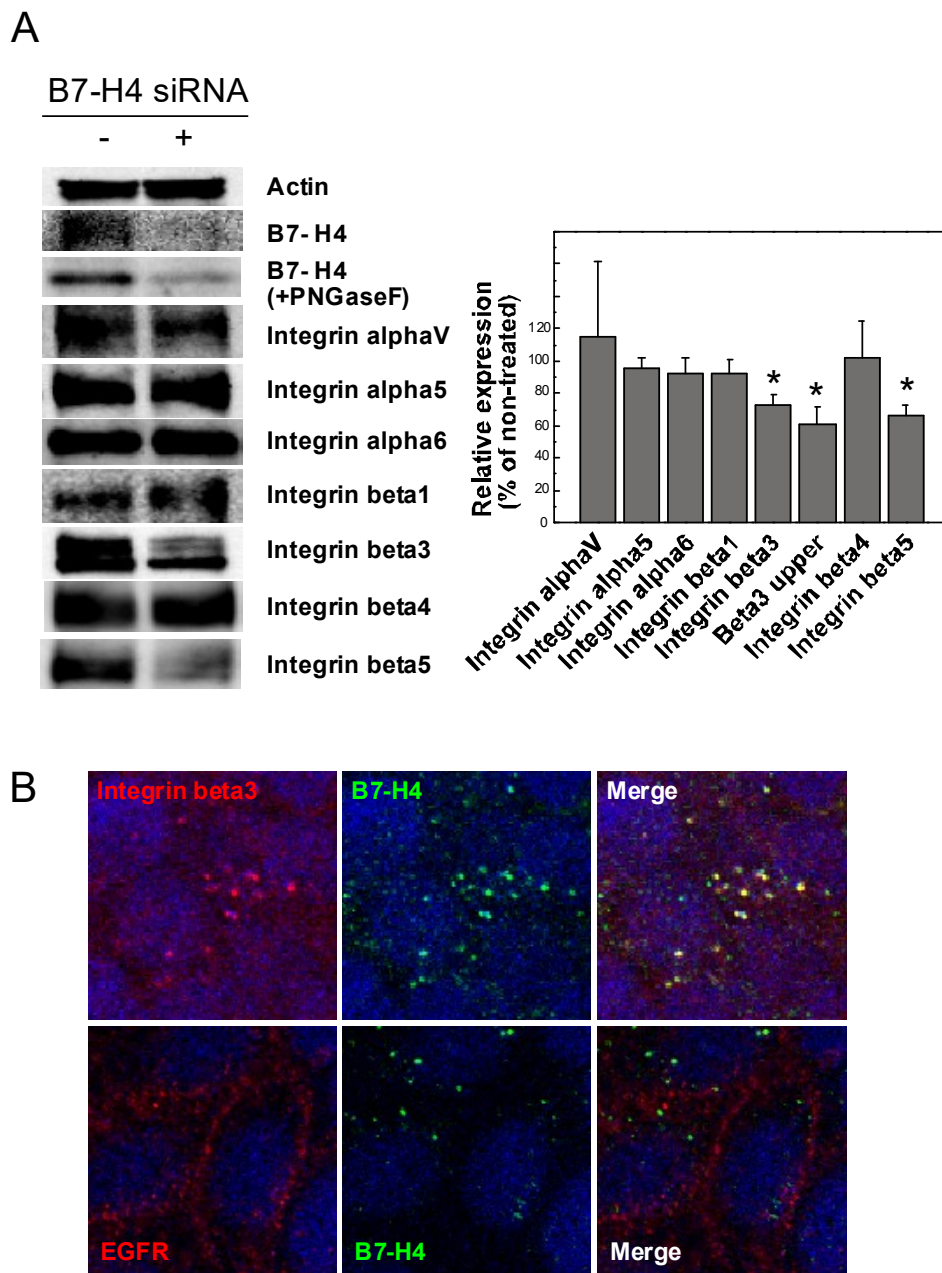 A
B7-H4 siRNA
- +
Actin
B7- H4
B7- H4
(+PNGaseF)
Integrin alphaV
Integrin alpha5
Integrin alpha6
Integrin beta1
Integrin beta3
Integrin beta4
Integrin beta5
Relative expression
(% of non-treated)
120
100
80
60
40
20
0
* * *
Integrin alphaV
Integrin alpha5
Integrin alpha6
Integrin beta1
Integrin beta3
Beta3 upper
Integrin beta4
Integrin beta5
B
Integrin beta3 B7-H4 Merge
EGFR B7-H4 Merge